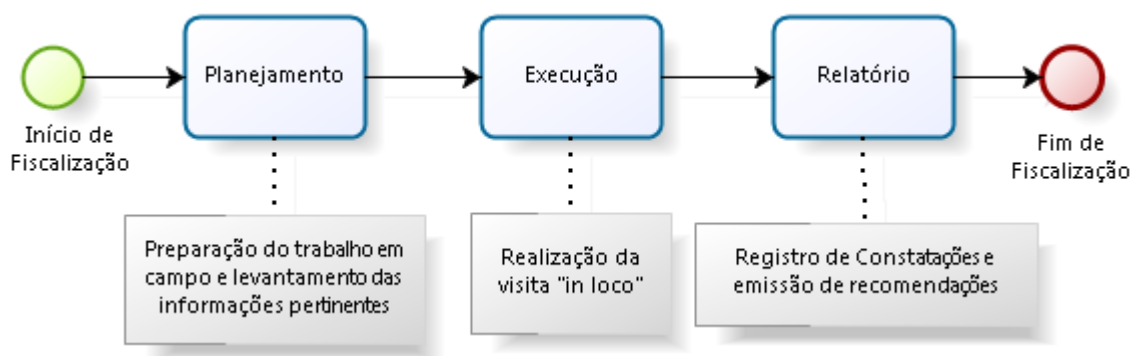 Planejamento
Execução
Relatório
Início de
Fiscalização
Fim de
Fiscalização
Preparação do trabalho em
campo e levantamento das
informações pertinentes
Realização da
visita "in loco"
Registro de Constatações e
emissão de recomendações